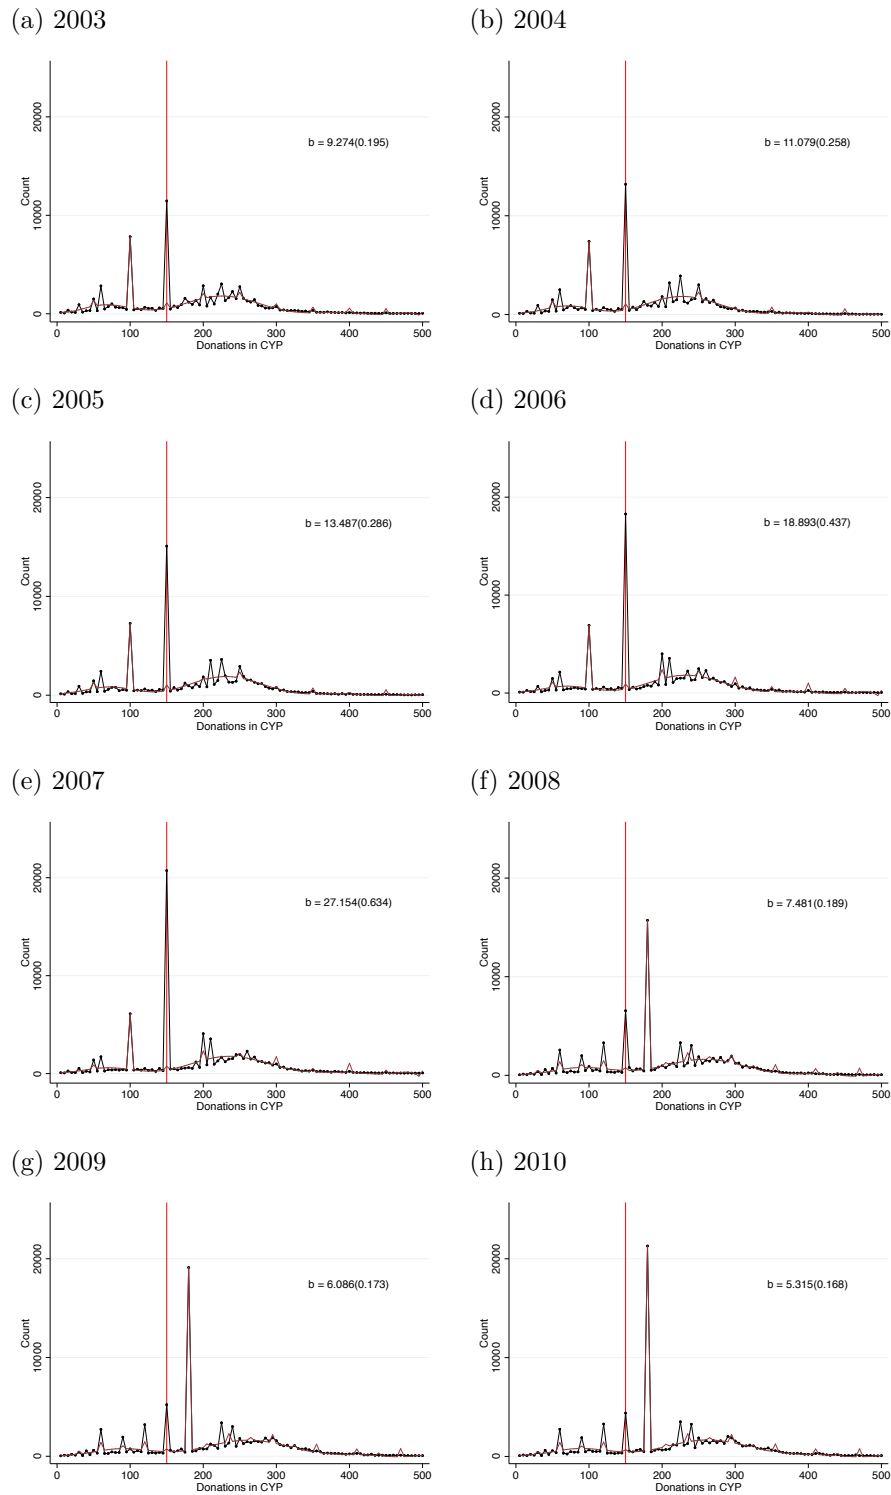 (a) 2003
(b) 2004
20000
10000
0
Count
b = 9.274(0.195)
0 100 200 300 400 500
Donations in CYP
20000
10000
0
Count
b = 11.079(0.258)
0 100 200 300 400 500
Donations in CYP
(c) 2005
(d) 2006
20000
10000
0
Count
b = 13.487(0.286)
0 100 200 300 400 500
Donations in CYP
20000
10000
0
Count
b = 18.893(0.437)
0 100 200 300 400 500
Donations in CYP
(e) 2007
(f) 2008
20000
10000
0
Count
b = 27.154(0.634)
0 100 200 300 400 500
Donations in CYP
20000
10000
0
Count
b = 7.481(0.189)
0 100 200 300 400 500
Donations in CYP
(g) 2009
(h) 2010
20000
10000
0
Count
b = 6.086(0.173)
0 100 200 300 400 500
Donations in CYP
20000
10000
0
Count
b = 5.315(0.168)
0 100 200 300 400 500
Donations in CYP